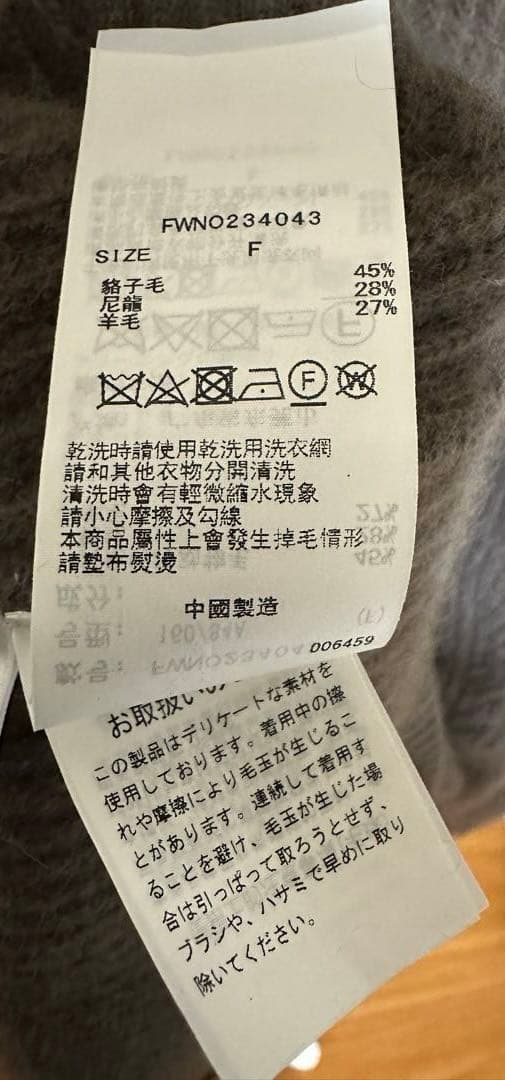 FWNO234043
SIZE F
貉子毛 45%
尼龍 28%
羊毛 27%
F
W
乾洗時請使用乾洗用洗衣網
請和其他衣物分開清洗
清洗時會有輕微縮水現象
請小心摩擦及勾線
本商品屬性上會發生掉毛情形
請墊布熨燙
中國製造
006459
お取扱い
この製品はデリケートな素材を
使用しております。着用中の擦
れや摩擦により毛玉が生じるこ
とがあります。連続して着用す
ることを避け、毛玉が生じた場
合は引っぱって取ろうとせず、
ブラシや、ハサミで早めに取り
除いてください。